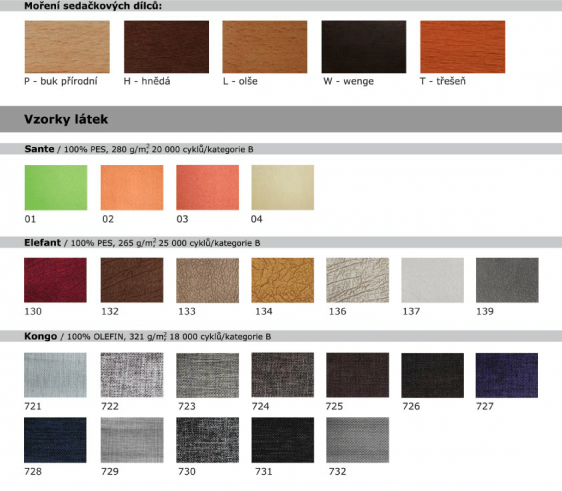 Moření sedačkových dílců:
P - buk přírodní H - hnědá L - olše W - wenge T - třešeň
Vzorky látek
Sante / 100% PES, 280 g/m², 20 000 cyklů/kategorie B
01 02 03 04
Elefant / 100% PES, 265 g/m², 25 000 cyklů/kategorie B
130 132 133 134 136 137 139
Kongo / 100% OLEFIN, 321 g/m², 18 000 cyklů/kategorie B
721 722 723 724 725 726 727
728 729 730 731 732